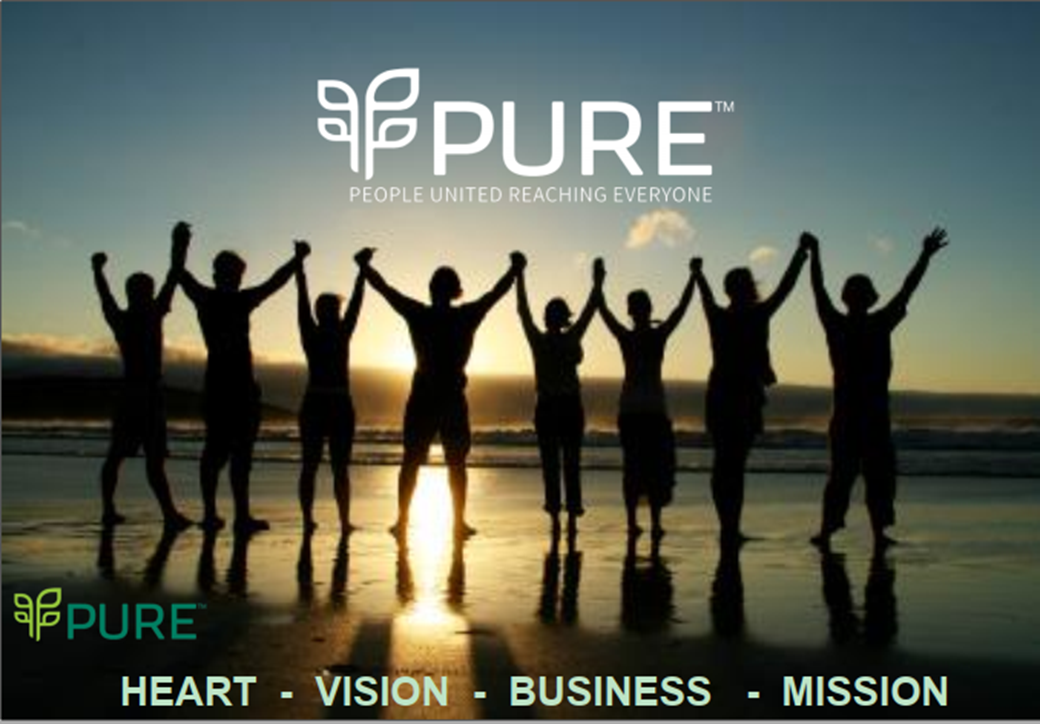 PURE™
PEOPLE UNITED REACHING EVERYONE
PURE™
HEART - VISION - BUSINESS - MISSION